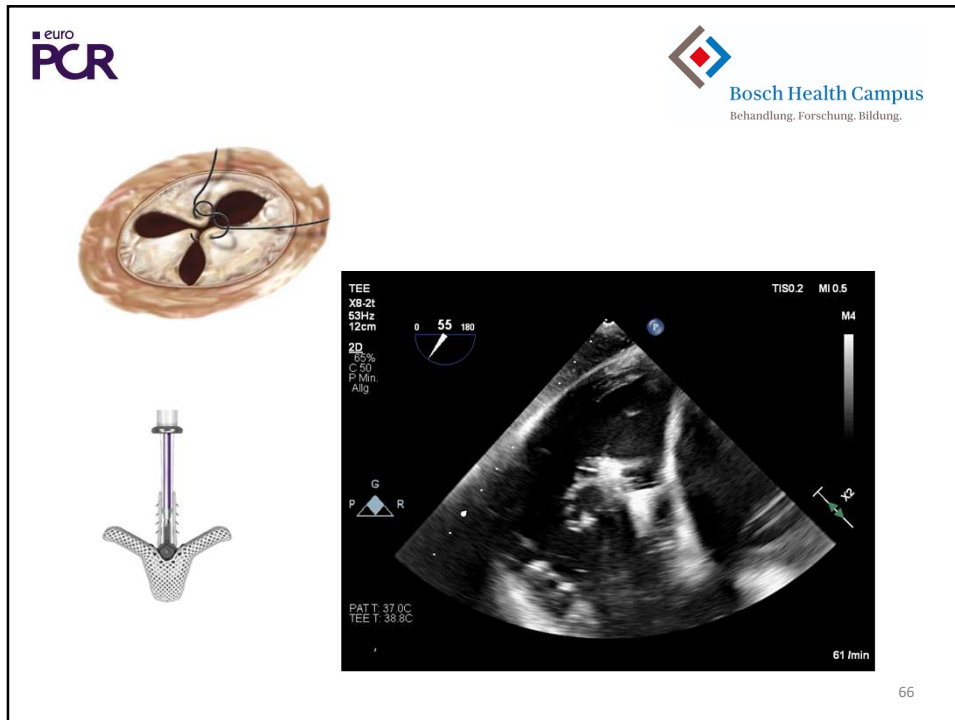 euro
PCR
Bosch Health Campus
Behandlung. Forschung. Bildung.
TEE
X8-2t
53Hz
12cm
2D
65%
C 50
P Min.
Allg
0 55 180
P
TIS0.2 MI 0.5
M4
G
P R
X2
PAT T: 37.0C
TEE T: 38.8C
61 /min
66